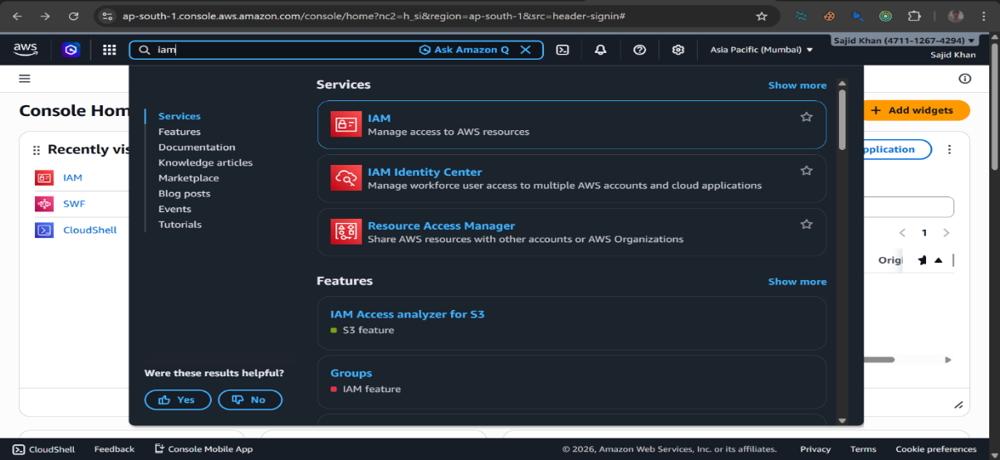 ap-south-1.console.aws.amazon.com/console/home?nc2=h_si&region=ap-south-1&src=header-signin#
aws
iam
Ask Amazon Q
Asia Pacific (Mumbai)
Sajid Khan (4711-1267-4294)
Sajid Khan
Console Hom
Add widgets
Recently vis
IAM
SWF
CloudShell
Services
Features
Documentation
Knowledge articles
Marketplace
Blog posts
Events
Tutorials
Were these results helpful?
Yes
No
Services
Show more
IAM
Manage access to AWS resources
IAM Identity Center
Manage workforce user access to multiple AWS accounts and cloud applications
Resource Access Manager
Share AWS resources with other accounts or AWS Organizations
Features
Show more
IAM Access analyzer for S3
S3 feature
Groups
IAM feature
pplication
1
Origi
CloudShell
Feedback
Console Mobile App
© 2026, Amazon Web Services, Inc. or its affiliates.
Privacy
Terms
Cookie preferences